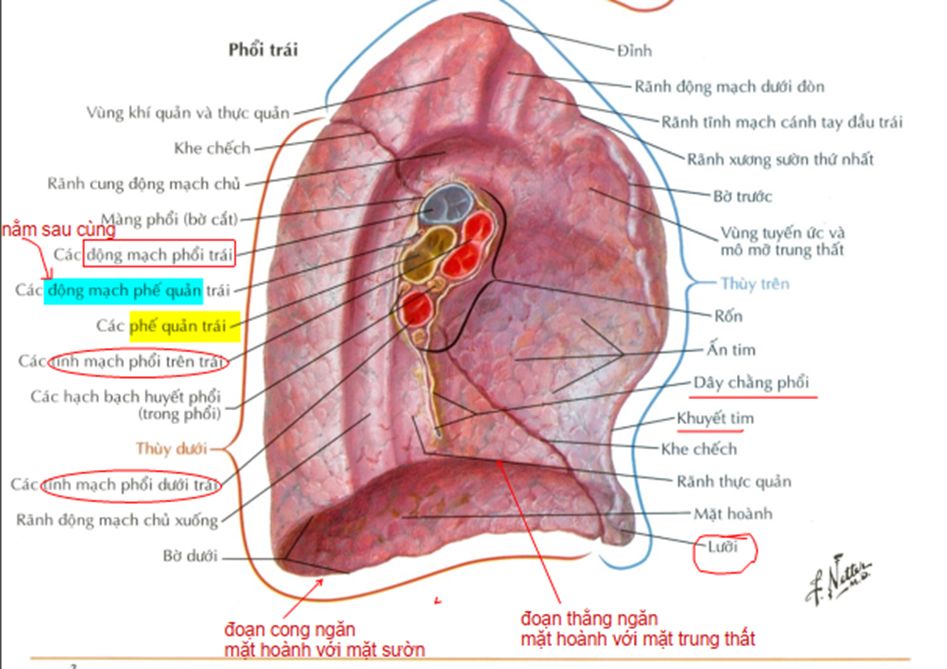 Phổi trái
Vùng khí quản và thực quản
Khe chếch
Rãnh cung động mạch chủ
Màng phổi (bờ cắt)
nằm sau cùng
Các động mạch phổi trái
Các động mạch phế quản trái
Các phế quản trái
Các tĩnh mạch phổi trên trái
Các hạch bạch huyết phổi
(trong phổi)
Thùy dưới
Các tĩnh mạch phổi dưới trái
Rãnh động mạch chủ xuống
Bờ dưới
Đỉnh
Rãnh động mạch dưới đòn
Rãnh tĩnh mạch cánh tay đầu trái
Rãnh xương sườn thứ nhất
Bờ trước
Vùng tuyến ức và
mô mỡ trung thất
Thùy trên
Rốn
Ấn tim
Dây chằng phổi
Khuyết tim
Khe chếch
Rãnh thực quản
Mặt hoành
Lưỡi
F. Netter
M.D.
đoạn cong ngăn
mặt hoành với mặt sườn
đoạn thẳng ngăn
mặt hoành với mặt trung thất